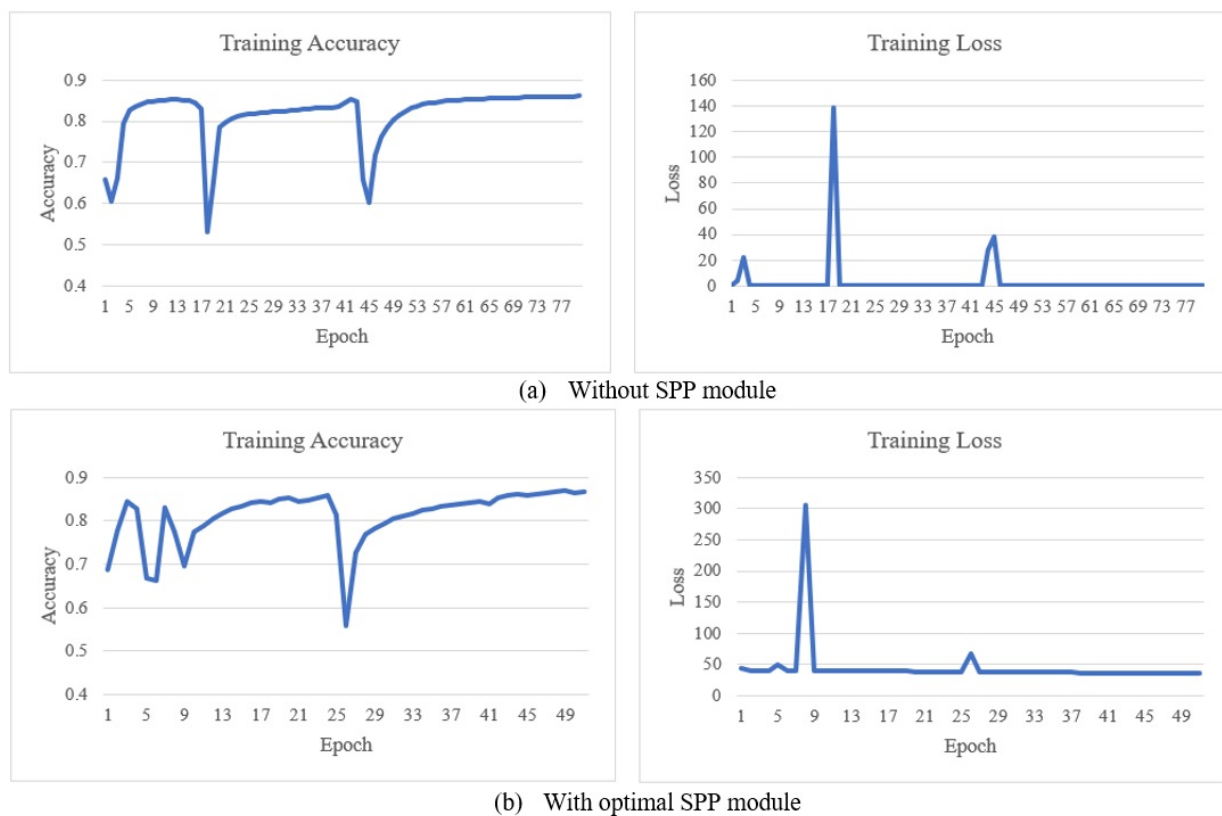 Training Accuracy
Accuracy
0.9
0.8
0.7
0.6
0.5
0.4
1 5 9 13 17 21 25 29 33 37 41 45 49 53 57 61 65 69 73 77
Epoch
Training Loss
Loss
160
140
120
100
80
60
40
20
0
1 5 9 13 17 21 25 29 33 37 41 45 49 53 57 61 65 69 73 77
Epoch
(a) Without SPP module
Training Accuracy
Accuracy
0.9
0.8
0.7
0.6
0.5
0.4
1 5 9 13 17 21 25 29 33 37 41 45 49
Epoch
Training Loss
Loss
350
300
250
200
150
100
50
0
1 5 9 13 17 21 25 29 33 37 41 45 49
Epoch
(b) With optimal SPP module